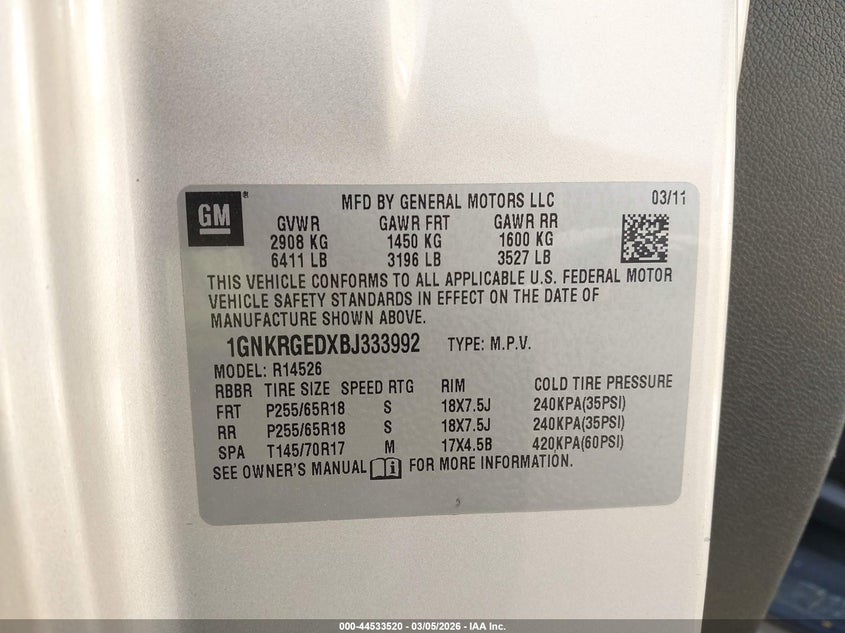 GM ®
MFD BY GENERAL MOTORS LLC 03/11
GVWR GAWR FRT GAWR RR
2908 KG 1450 KG 1600 KG
6411 LB 3196 LB 3527 LB
THIS VEHICLE CONFORMS TO ALL APPLICABLE U.S. FEDERAL MOTOR
VEHICLE SAFETY STANDARDS IN EFFECT ON THE DATE OF
MANUFACTURE SHOWN ABOVE.
1GNKRGEDXBJ333992 TYPE: M.P.V.
MODEL: R14526
RBBR TIRE SIZE SPEED RTG RIM COLD TIRE PRESSURE
FRT P255/65R18 S 18X7.5J 240KPA(35PSI)
RR P255/65R18 S 18X7.5J 240KPA(35PSI)
SPA T145/70R17 M 17X4.5B 420KPA(60PSI)
SEE OWNER'S MANUAL i FOR MORE INFORMATION.
000-44533520 - 03/05/2026 - IAA Inc.